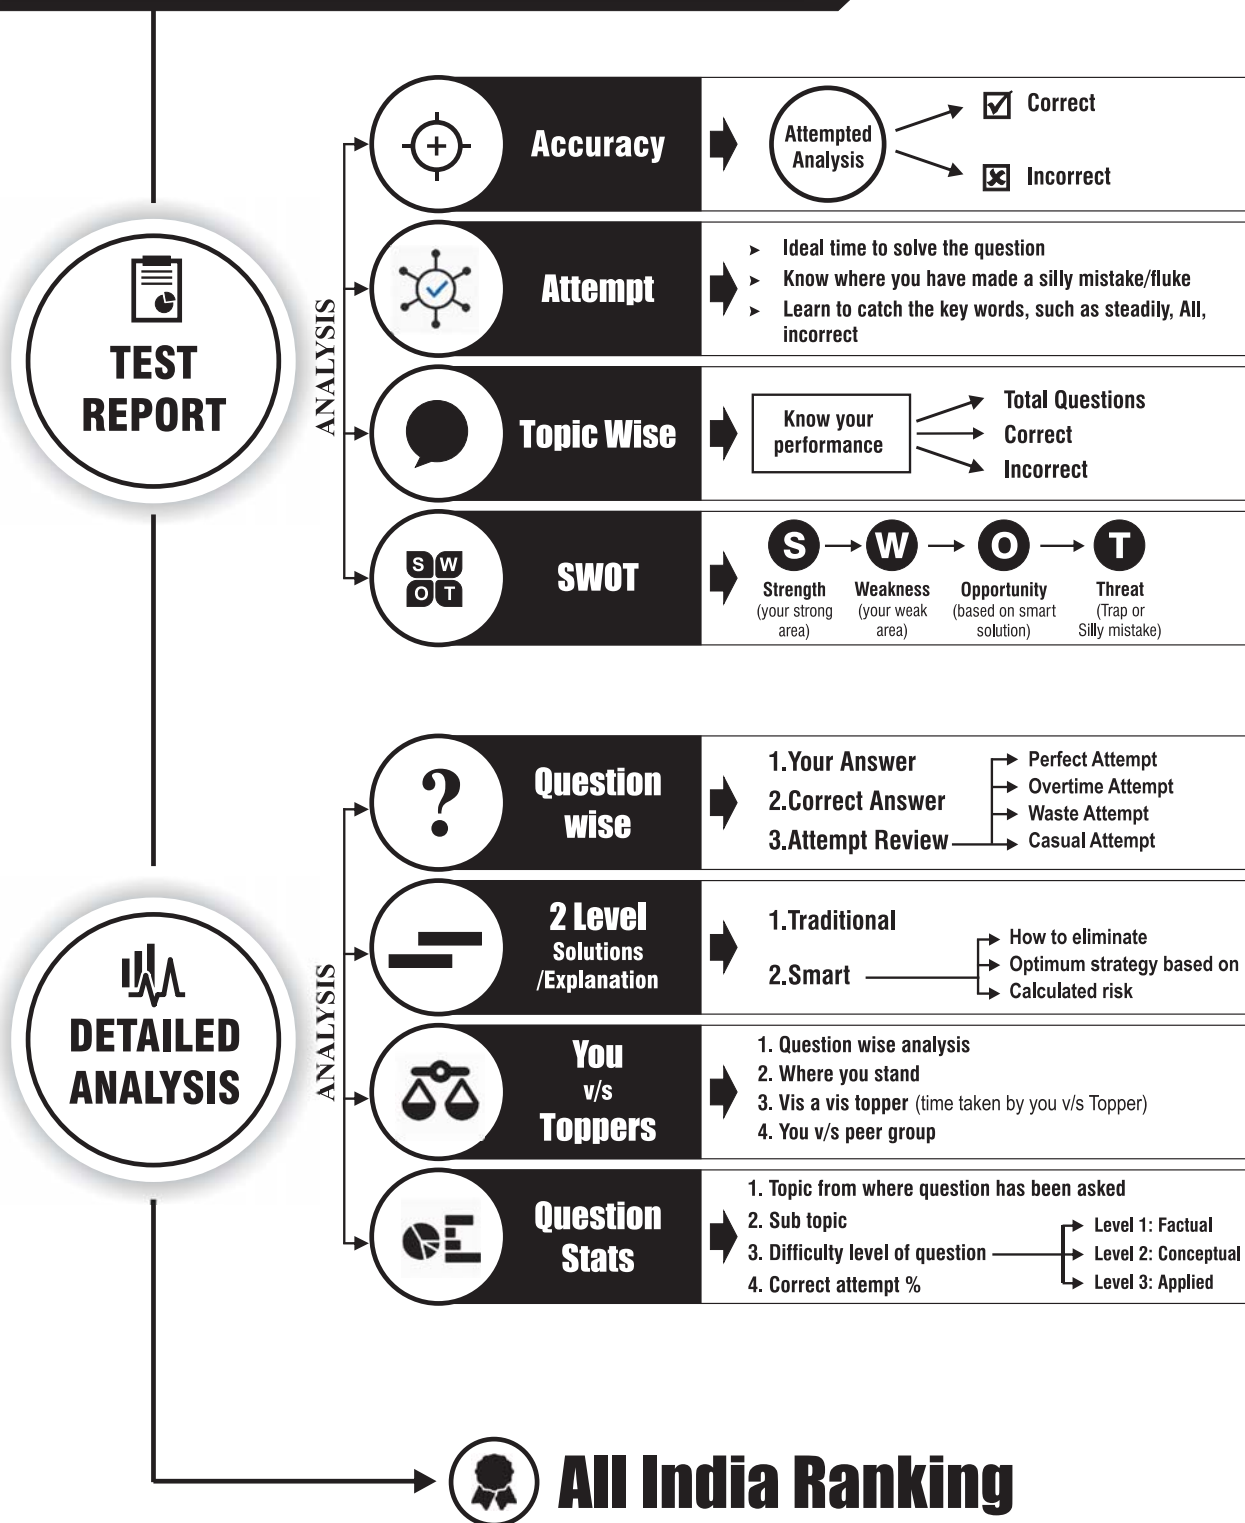 TEST
REPORT
ANALYSIS
Accuracy
Attempted
Analysis
Correct
Incorrect
Attempt
➤ Ideal time to solve the question
➤ Know where you have made a silly mistake/fluke
➤ Learn to catch the key words, such as steadily, All,
incorrect
Topic Wise
Know your
performance
Total Questions
Correct
Incorrect
S W
O T
SWOT
S W O T
Strength Weakness Opportunity Threat
(your strong (your weak (based on smart (Trap or
area) area) solution) Silly mistake)
DETAILED
ANALYSIS
ANALYSIS
?
Question
wise
1.Your Answer
2.Correct Answer
3.Attempt Review
Perfect Attempt
Overtime Attempt
Waste Attempt
Casual Attempt
2 Level
Solutions
/Explanation
1.Traditional
2.Smart
How to eliminate
Optimum strategy based on
Calculated risk
You
v/s
Toppers
1. Question wise analysis
2. Where you stand
3. Vis a vis topper (time taken by you v/s Topper)
4. You v/s peer group
Question
Stats
1. Topic from where question has been asked
2. Sub topic
3. Difficulty level of question
4. Correct attempt %
Level 1: Factual
Level 2: Conceptual
Level 3: Applied
All India Ranking